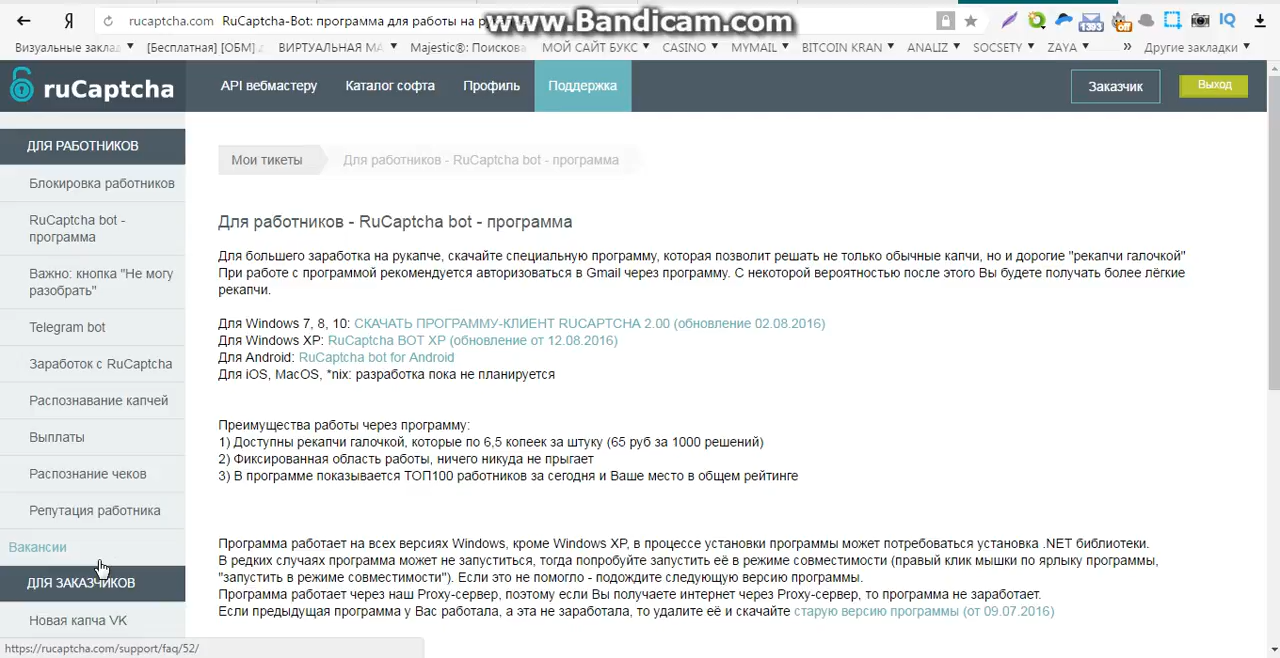 rucaptcha.com RuCaptcha-Bot: программа для работы на р
www.Bandicam.com
1393
off
IQ
Визуальные заклад
[Бесплатная] [ОБМ]
ВИРТУАЛЬНАЯ МА
Majestic®: Поискова
МОЙ САЙТ БУКС
CASINO
MYMAIL
BITCOIN KRAN
ANALIZ
SOCSETY
ZAYA
»
Другие закладки
ruCaptcha
API вебмастеру
Каталог софта
Профиль
Поддержка
Заказчик
Выход
ДЛЯ РАБОТНИКОВ
Блокировка работников
RuCaptcha bot -
программа
Важно: кнопка "Не могу
разобрать"
Telegram bot
Заработок с RuCaptcha
Распознавание капчей
Выплаты
Распознание чеков
Репутация работника
Вакансии
ДЛЯ ЗАКАЗЧИКОВ
Новая капча VK
Мои тикеты
Для работников - RuCaptcha bot - программа
Для работников - RuCaptcha bot - программа
Для большего заработка на рукапче, скачайте специальную программу, которая позволит решать не только обычные капчи, но и дорогие "рекапчи галочкой"
При работе с программой рекомендуется авторизоваться в Gmail через программу. С некоторой вероятностью после этого Вы будете получать более лёгкие
рекапчи.
Для Windows 7, 8, 10: СКАЧАТЬ ПРОГРАММУ-КЛИЕНТ RUCAPTCHA 2.00 (обновление 02.08.2016)
Для Windows XP: RuCaptcha BOT XP (обновление от 12.08.2016)
Для Android: RuCaptcha bot for Android
Для iOS, MacOS, *nix: разработка пока не планируется
Преимущества работы через программу:
1) Доступны рекапчи галочкой, которые по 6,5 копеек за штуку (65 руб за 1000 решений)
2) Фиксированная область работы, ничего никуда не прыгает
3) В программе показывается ТОП100 работников за сегодня и Ваше место в общем рейтинге
Программа работает на всех версиях Windows, кроме Windows XP, в процессе установки программы может потребоваться установка .NET библиотеки.
В редких случаях программа может не запуститься, тогда попробуйте запустить её в режиме совместимости (правый клик мышки по ярлыку программы,
"запустить в режиме совместимости"). Если это не помогло - подождите следующую версию программы.
Программа работает через наш Proxy-сервер, поэтому если Вы получаете интернет через Proxy-сервер, то программа не заработает.
Если предыдущая программа у Вас работала, а эта не заработала, то удалите её и скачайте старую версию программы (от 09.07.2016)
https://rucaptcha.com/support/faq/52/